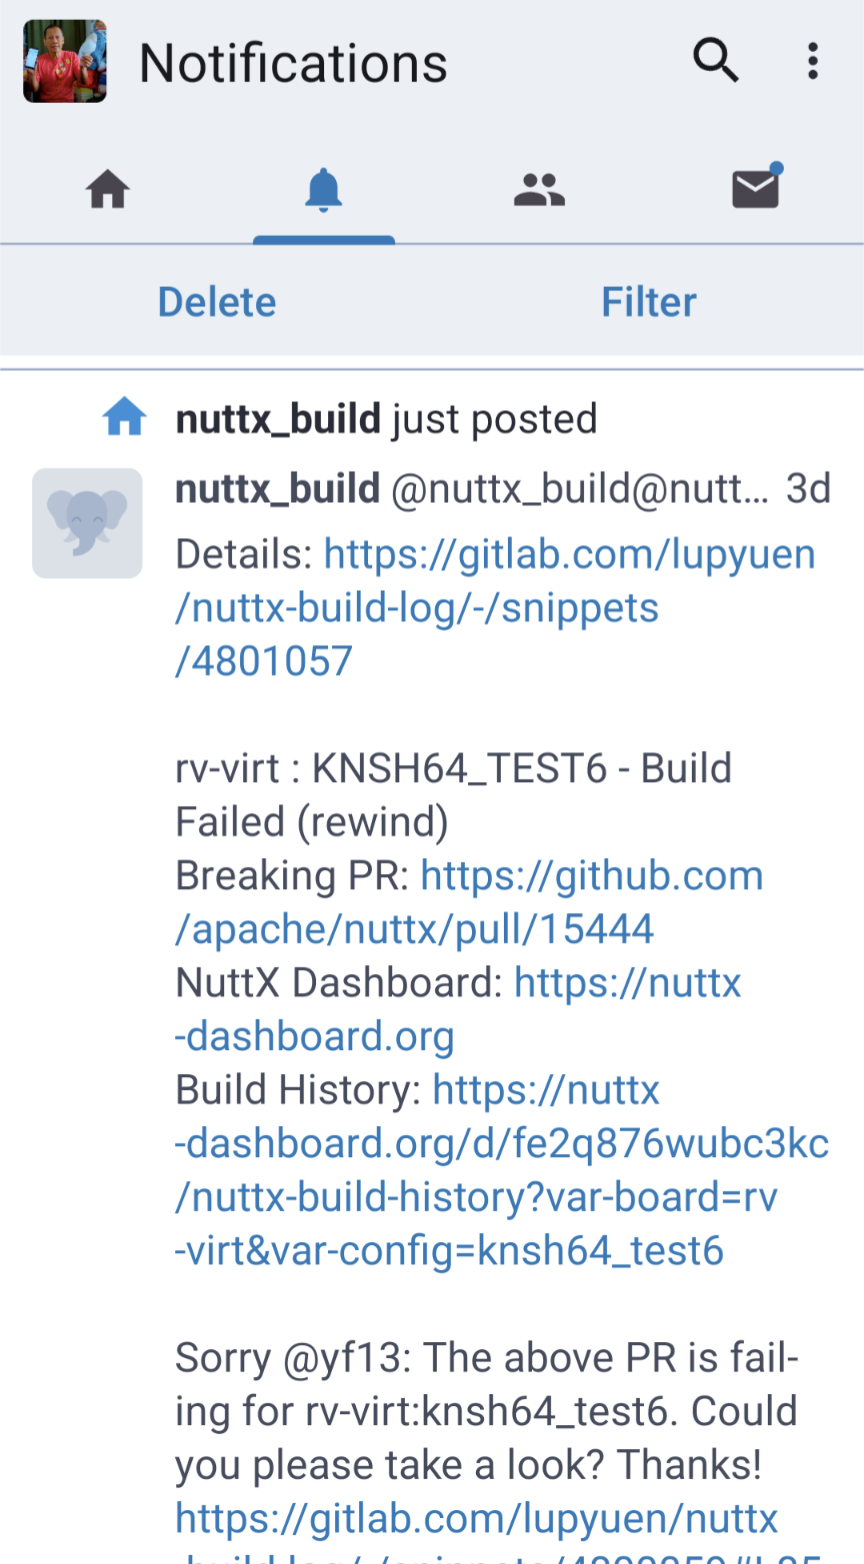 Notifications
Delete Filter
nuttx_build just posted
nuttx_build @nuttx_build@nutt... 3d
Details: https://gitlab.com/lupyuen
/nuttx-build-log/-/snippets
/4801057
rv-virt : KNSH64_TEST6 - Build
Failed (rewind)
Breaking PR: https://github.com
/apache/nuttx/pull/15444
NuttX Dashboard: https://nuttx
-dashboard.org
Build History: https://nuttx
-dashboard.org/d/fe2q876wubc3kc
/nuttx-build-history?var-board=rv
-virt&var-config=knsh64_test6
Sorry @yf13: The above PR is fail-
ing for rv-virt:knsh64_test6. Could
you please take a look? Thanks!
https://gitlab.com/lupyuen/nuttx